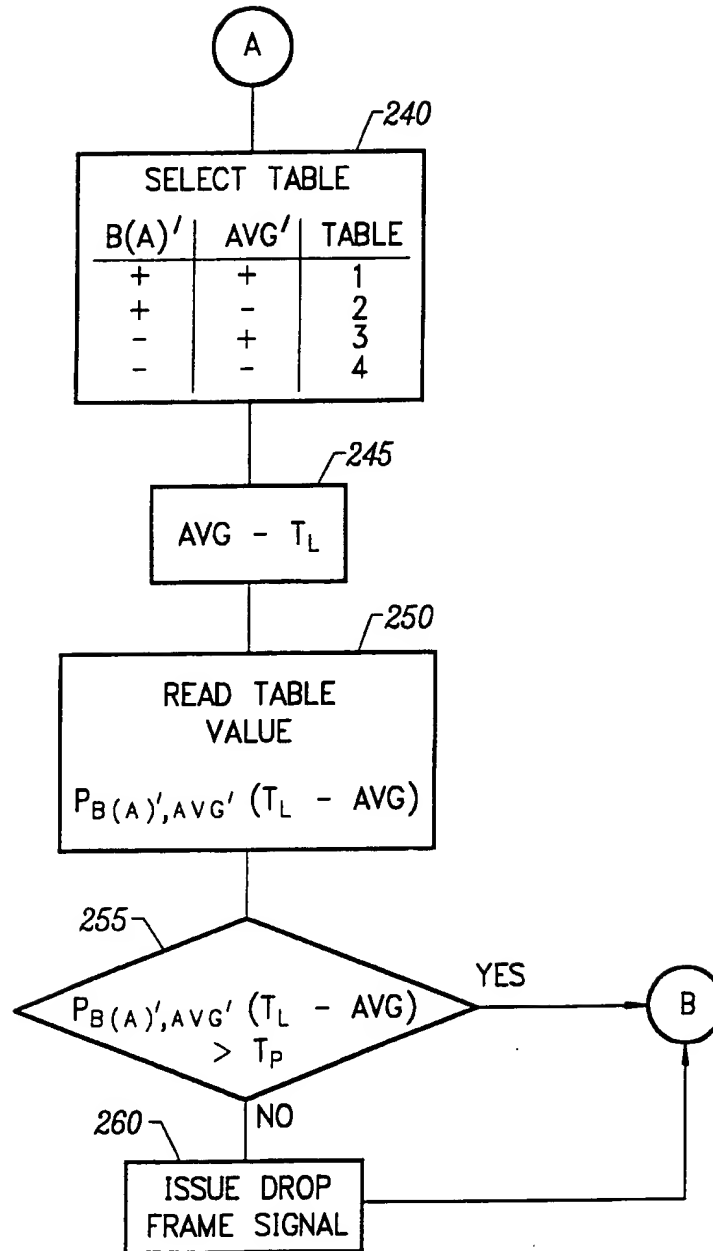 A
240
SELECT TABLE
B(A)' AVG' TABLE
+ + 1
+ - 2
- + 3
- - 4
245
AVG - T_L
250
READ TABLE
VALUE
P_B(A)',AVG' (T_L - AVG)
255
P_B(A)',AVG' (T_L - AVG)
> T_P
YES
B
NO
260
ISSUE DROP
FRAME SIGNAL